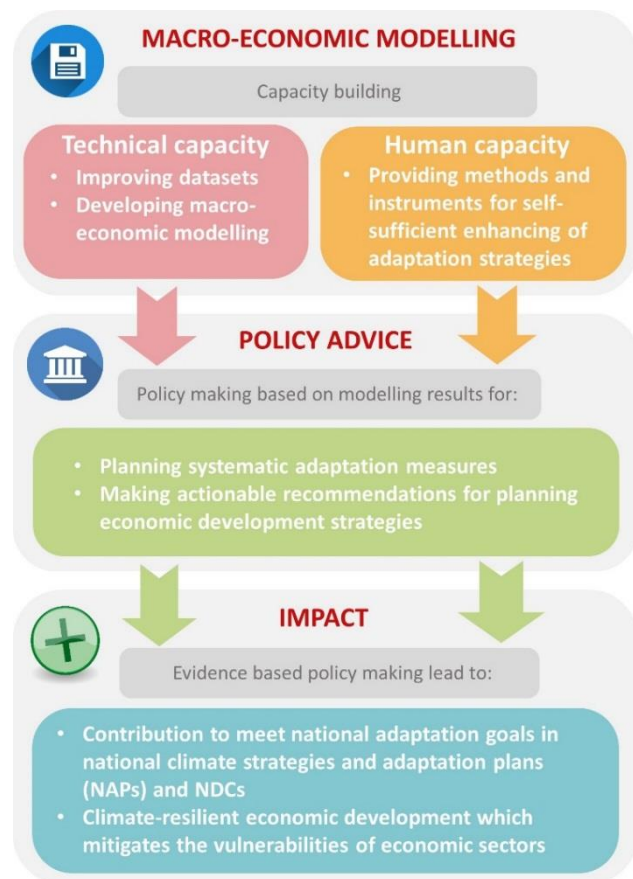 MACRO-ECONOMIC MODELLING
Capacity building
Technical capacity
• Improving datasets
• Developing macro-
economic modelling
Human capacity
• Providing methods and
instruments for self-
sufficient enhancing of
adaptation strategies
POLICY ADVICE
Policy making based on modelling results for:
• Planning systematic adaptation measures
• Making actionable recommendations for planning
economic development strategies
IMPACT
Evidence based policy making lead to:
• Contribution to meet national adaptation goals in
national climate strategies and adaptation plans
(NAPs) and NDCs
• Climate-resilient economic development which
mitigates the vulnerabilities of economic sectors